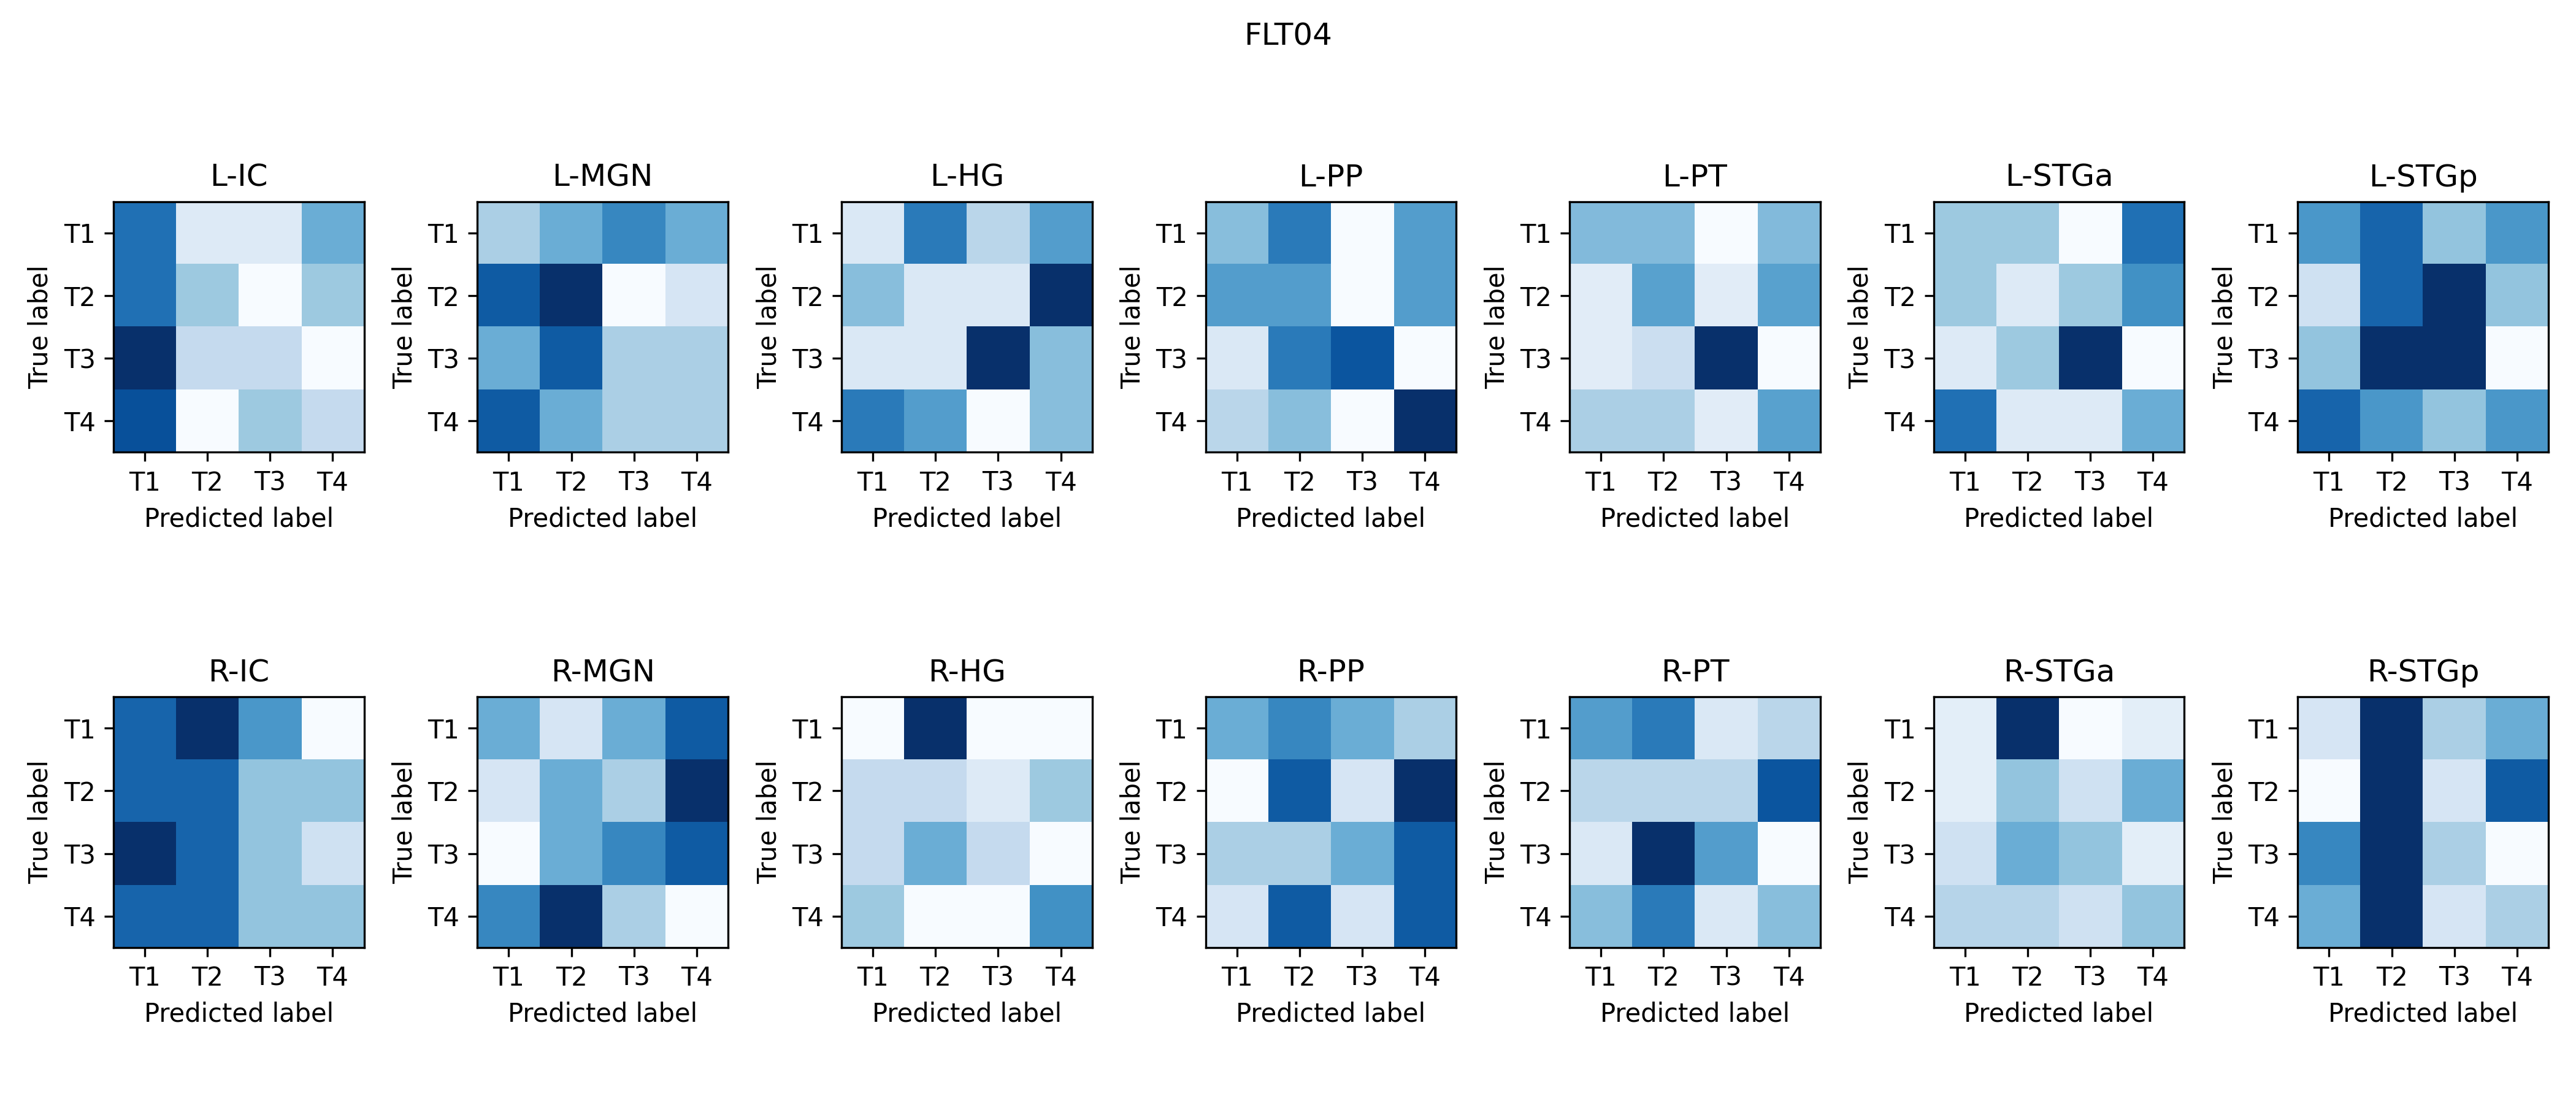 FLT04
L-IC L-MGN L-HG L-PP L-PT L-STGa L-STGp
T1 T1 T1 T1 T1 T1 T1
T2 T2 T2 T2 T2 T2 T2
True label True label True label True label True label True label True label
T3 T3 T3 T3 T3 T3 T3
T4 T4 T4 T4 T4 T4 T4
T1 T2 T3 T4 T1 T2 T3 T4 T1 T2 T3 T4 T1 T2 T3 T4 T1 T2 T3 T4 T1 T2 T3 T4 T1 T2 T3 T4
Predicted label Predicted label Predicted label Predicted label Predicted label Predicted label Predicted label
R-IC R-MGN R-HG R-PP R-PT R-STGa R-STGp
T1 T1 T1 T1 T1 T1 T1
T2 T2 T2 T2 T2 T2 T2
True label True label True label True label True label True label True label
T3 T3 T3 T3 T3 T3 T3
T4 T4 T4 T4 T4 T4 T4
T1 T2 T3 T4 T1 T2 T3 T4 T1 T2 T3 T4 T1 T2 T3 T4 T1 T2 T3 T4 T1 T2 T3 T4 T1 T2 T3 T4
Predicted label Predicted label Predicted label Predicted label Predicted label Predicted label Predicted label